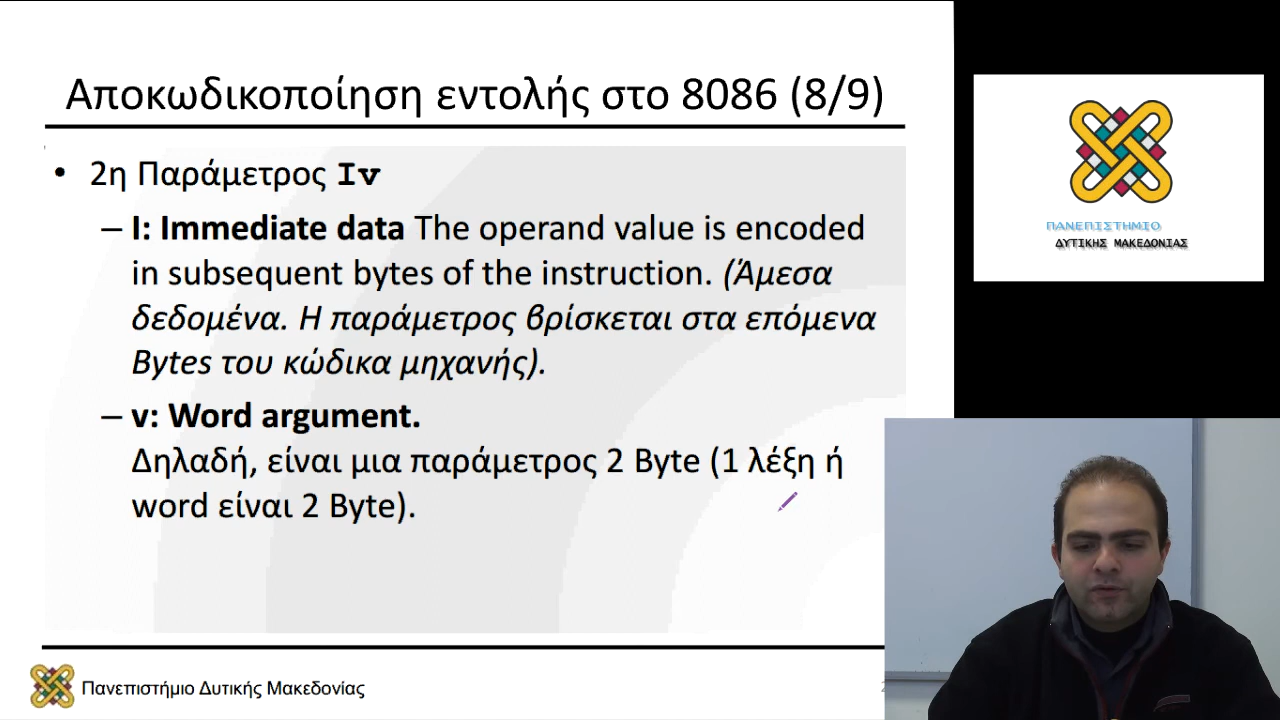 Αποκωδικοποίηση εντολής στο 8086 (8/9)
• 2η Παράμετρος Iv
– I: Immediate data The operand value is encoded
in subsequent bytes of the instruction. (Άμεσα
δεδομένα. Η παράμετρος βρίσκεται στα επόμενα
Bytes του κώδικα μηχανής).
– v: Word argument.
Δηλαδή, είναι μια παράμετρος 2 Byte (1 λέξη ή
word είναι 2 Byte).
Πανεπιστήμιο Δυτικής Μακεδονίας
ΠΑΝΕΠΙΣΤΗΜΙΟ
ΔΥΤΙΚΗΣ ΜΑΚΕΔΟΝΙΑΣ